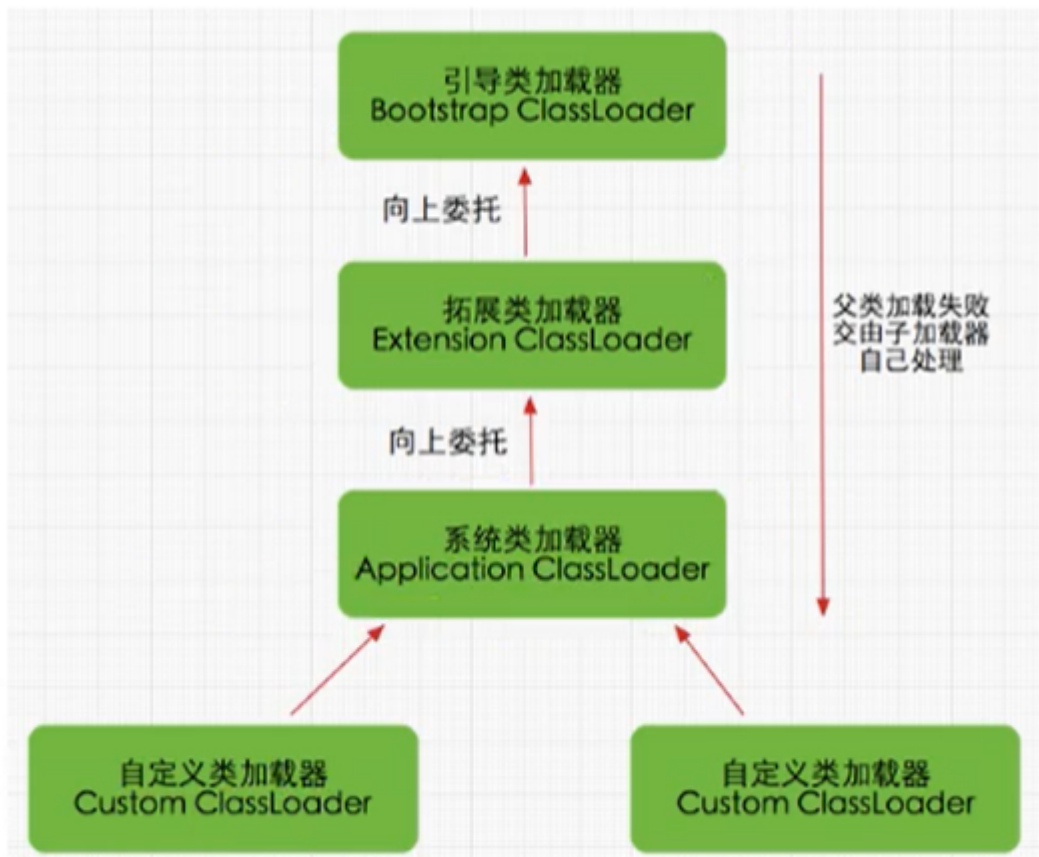 引导类加载器
Bootstrap ClassLoader
向上委托
拓展类加载器
Extension ClassLoader
父类加载失败
交由子加载器
自己处理
向上委托
系统类加载器
Application ClassLoader
自定义类加载器
Custom ClassLoader
自定义类加载器
Custom ClassLoader